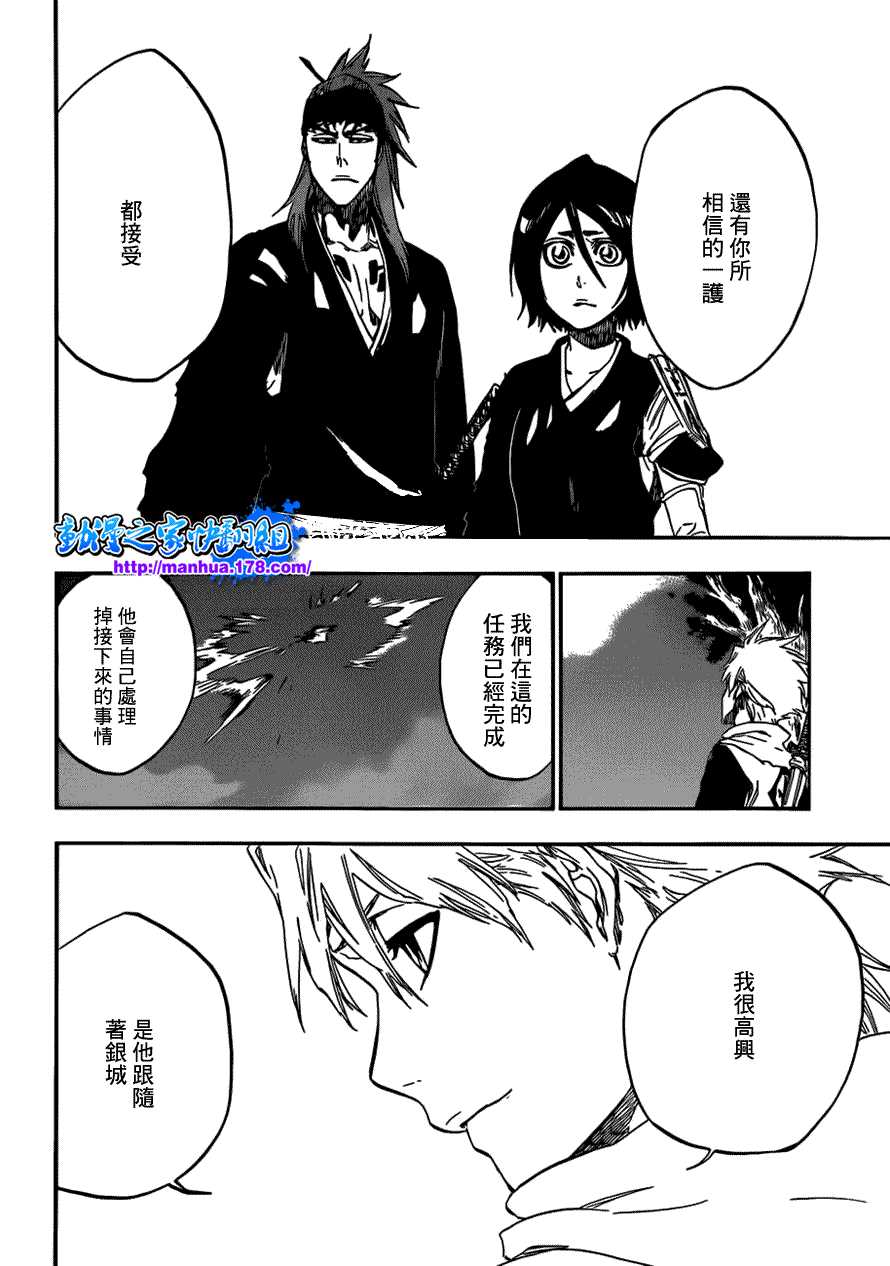 還有你所
相信的一護
都接受
動漫之家快翻組
http://manhua.178.com/
我們在這的
任務已經完成
他會自己處理
掉接下來的事情
我很高興
是他跟隨
著銀城